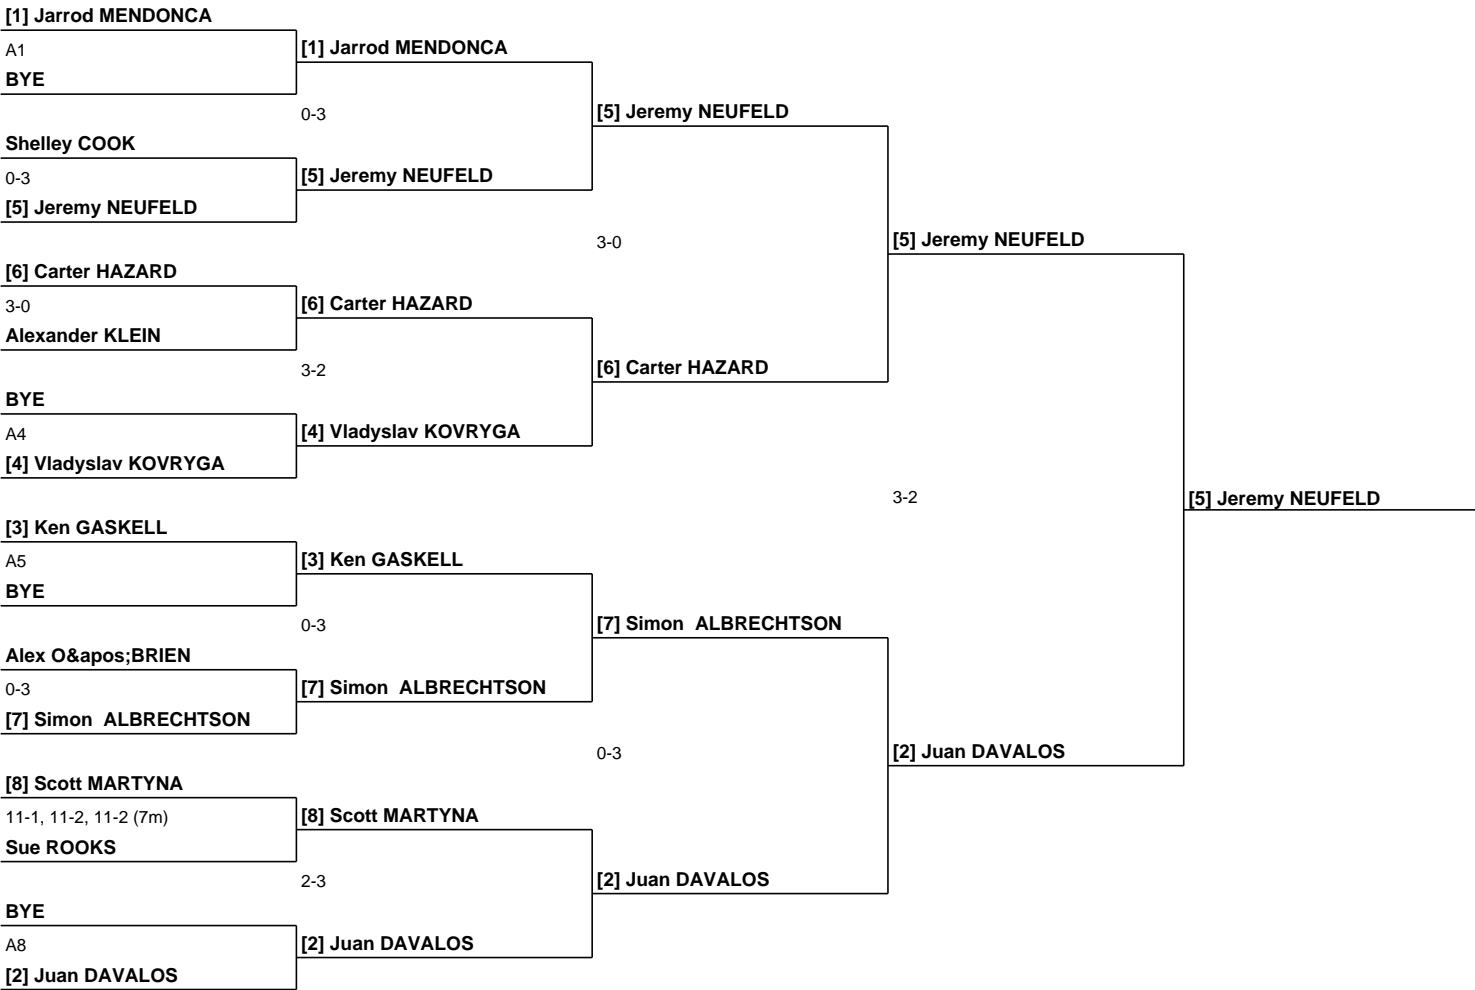 [1] Jarrod MENDONCA
A1
BYE
[1] Jarrod MENDONCA
0-3
[5] Jeremy NEUFELD
Shelley COOK
0-3
[5] Jeremy NEUFELD
[5] Jeremy NEUFELD
3-0
[5] Jeremy NEUFELD
[6] Carter HAZARD
3-0
Alexander KLEIN
[6] Carter HAZARD
3-2
[6] Carter HAZARD
BYE
A4
[4] Vladyslav KOVRYGA
[4] Vladyslav KOVRYGA
3-2
[5] Jeremy NEUFELD
[3] Ken GASKELL
A5
BYE
[3] Ken GASKELL
0-3
[7] Simon  ALBRECHTSON
Alex O&apos;BRIEN
0-3
[7] Simon  ALBRECHTSON
[7] Simon  ALBRECHTSON
0-3
[2] Juan DAVALOS
[8] Scott MARTYNA
11-1, 11-2, 11-2 (7m)
Sue ROOKS
[8] Scott MARTYNA
2-3
[2] Juan DAVALOS
BYE
A8
[2] Juan DAVALOS
[2] Juan DAVALOS